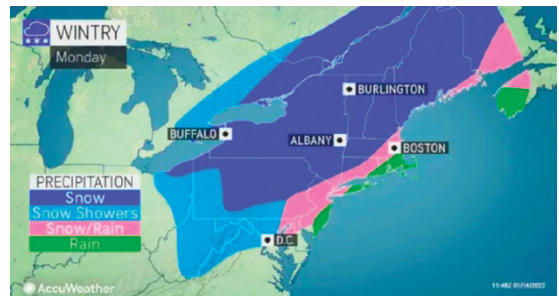 WINTRY
Monday
BURLINGTON
BUFFALO
ALBANY
BOSTON
PRECIPITATION
Snow
Snow Showers
Snow/Rain
Rain
D.C.
AccuWeather